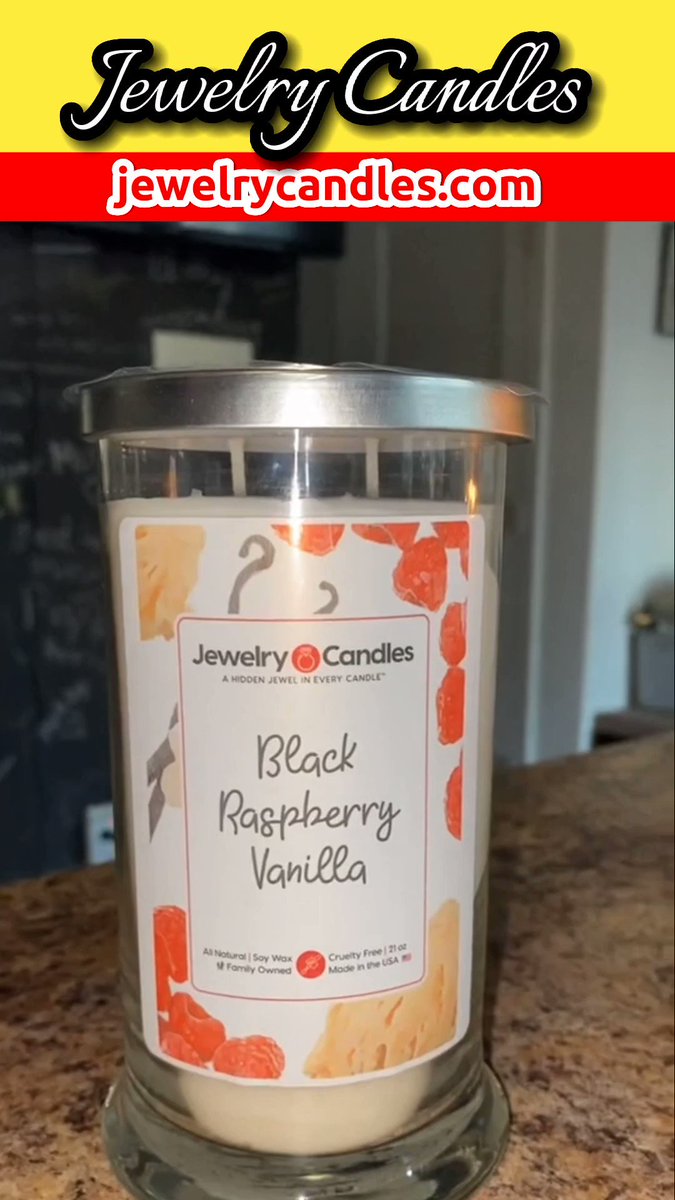 Jewelry Candles
jewelrycandles.com
Jewelry Candles
A HIDDEN JEWEL IN EVERY CANDLE™
Black
Raspberry
Vanilla
All Natural | Soy Wax
Family Owned
Cruelty Free | 21 oz
Made in the USA